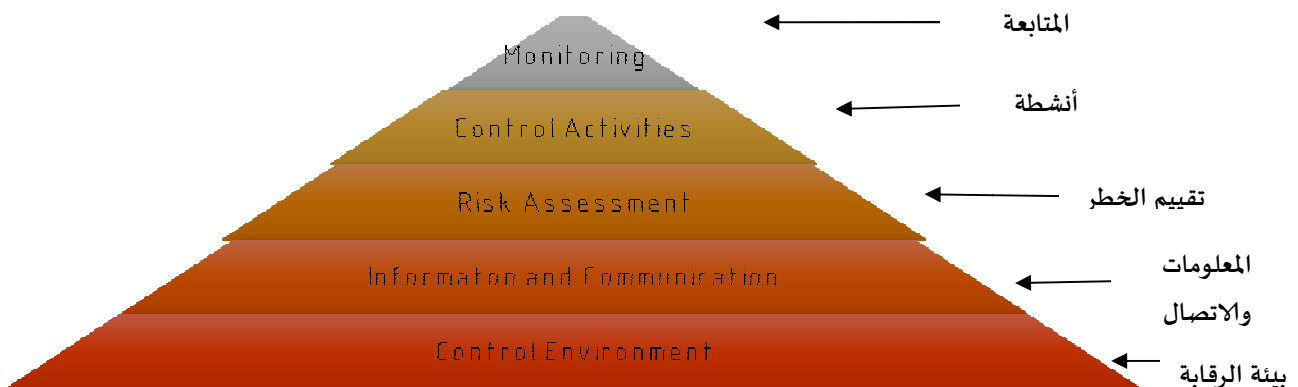 المتابعة
Monitoring
أنشطة
Control Activities
تقييم الخطر
Risk Assessment
المعلومات
والاتصال
Informaton and Communication
بيئة الرقابة
Control Environment